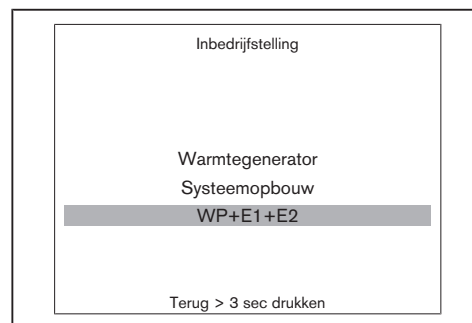 Inbedrijfstelling
Warmtegenerator
Systeemopbouw
WP+E1+E2
Terug > 3 sec drukken